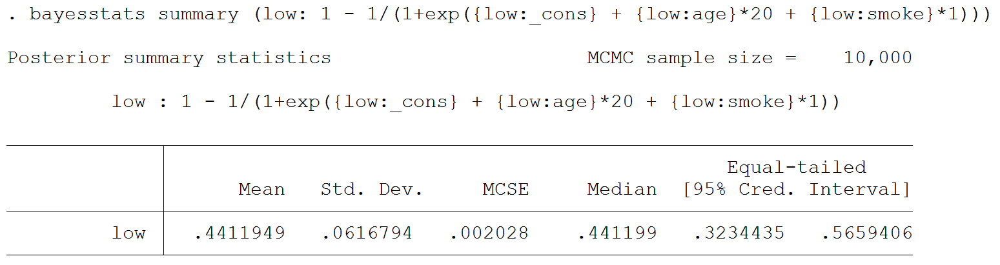 . bayesstats summary (low: 1 - 1/(1+exp({low:_cons} + {low:age}*20 + {low:smoke}*1)))
Posterior summary statistics MCMC sample size = 10,000
low : 1 - 1/(1+exp({low:_cons} + {low:age}*20 + {low:smoke}*1))
Equal-tailed
Mean Std. Dev. MCSE Median [95% Cred. Interval]
low .4411949 .0616794 .002028 .441199 .3234435 .5659406